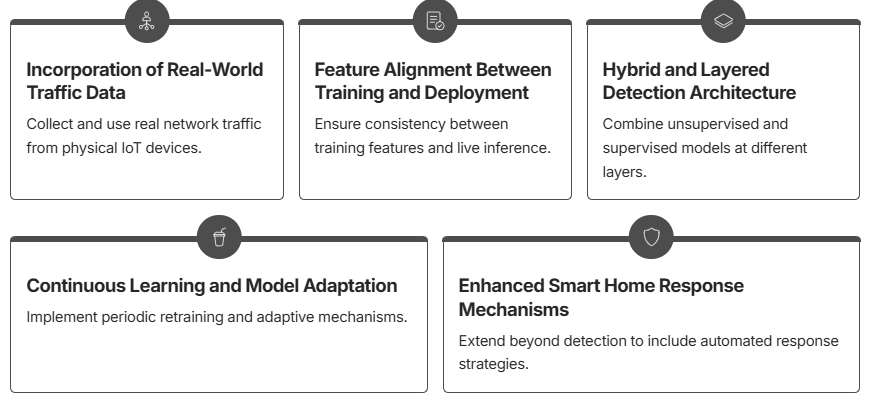 Incorporation of Real-World
Traffic Data
Collect and use real network traffic
from physical IoT devices.
Feature Alignment Between
Training and Deployment
Ensure consistency between
training features and live inference.
Hybrid and Layered
Detection Architecture
Combine unsupervised and
supervised models at different
layers.
Continuous Learning and Model Adaptation
Implement periodic retraining and adaptive mechanisms.
Enhanced Smart Home Response
Mechanisms
Extend beyond detection to include automated response
strategies.